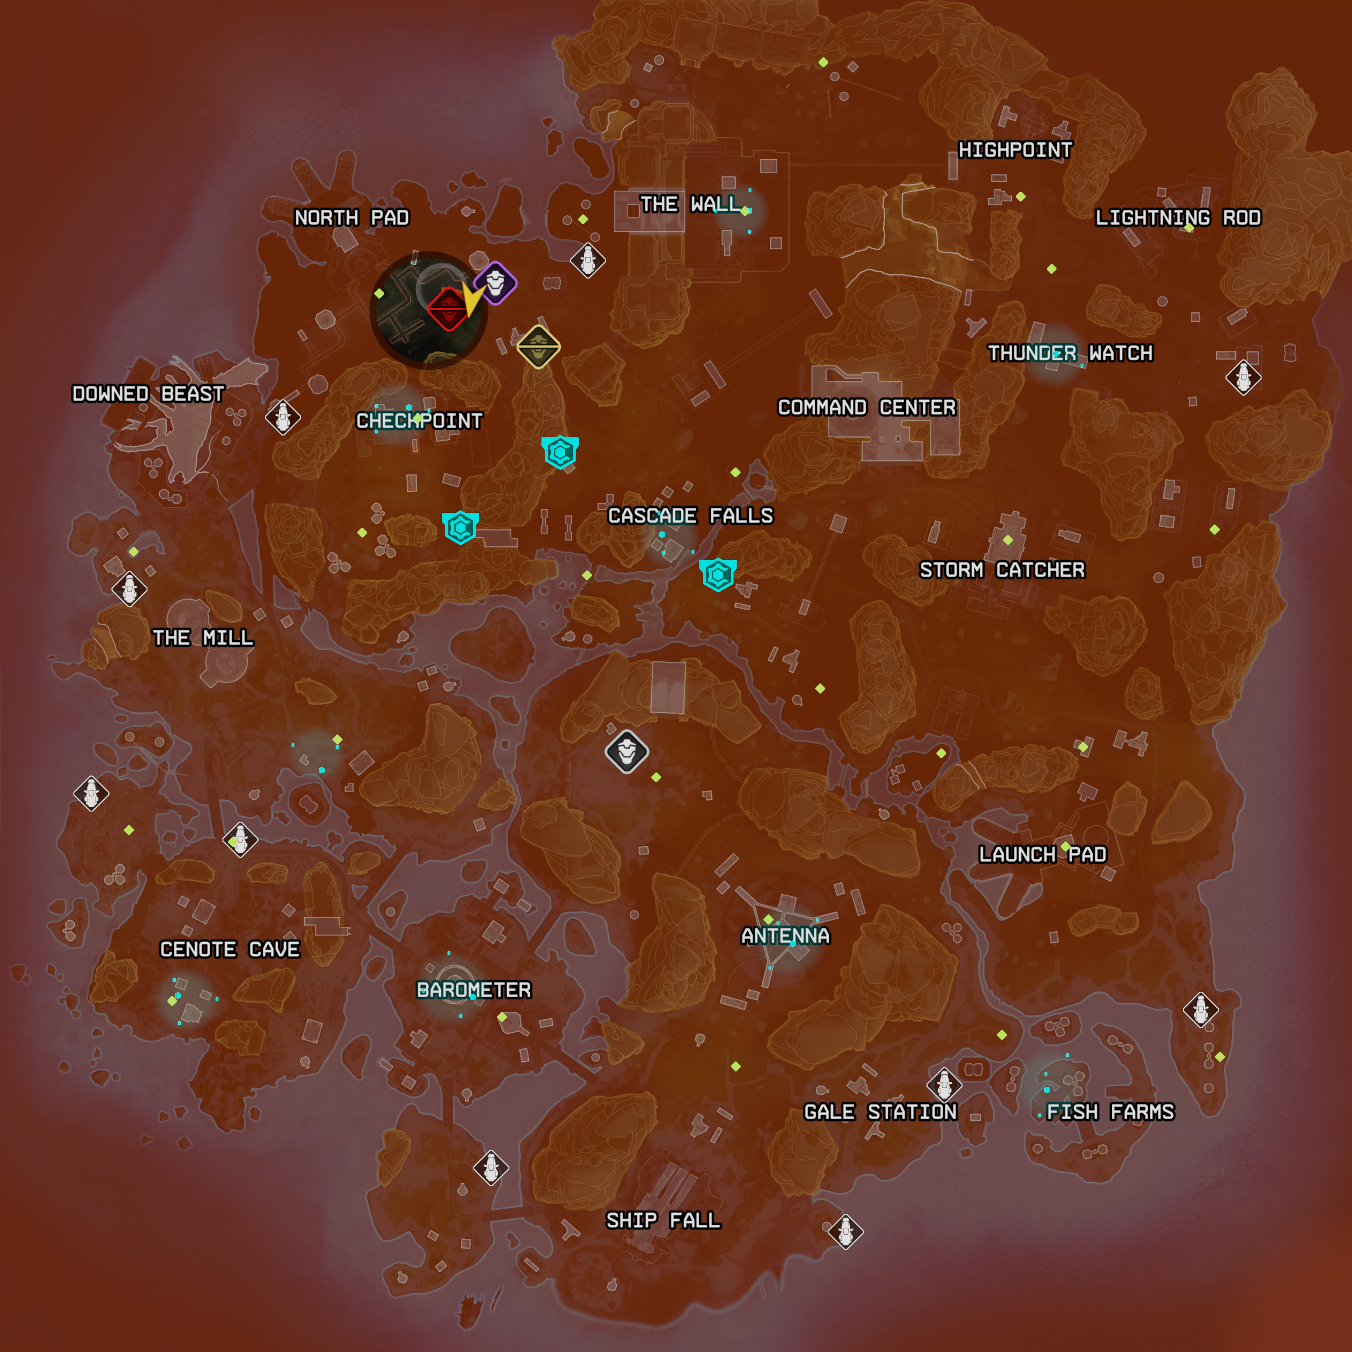 HIGHPOINT
THE WALL
NORTH PAD
LIGHTNING ROD
THUNDER WATCH
DOWNED BEAST
COMMAND CENTER
CHECKPOINT
CASCADE FALLS
STORM CATCHER
THE MILL
LAUNCH PAD
ANTENNA
CENOTE CAVE
BAROMETER
GALE STATION
FISH FARMS
SHIP FALL